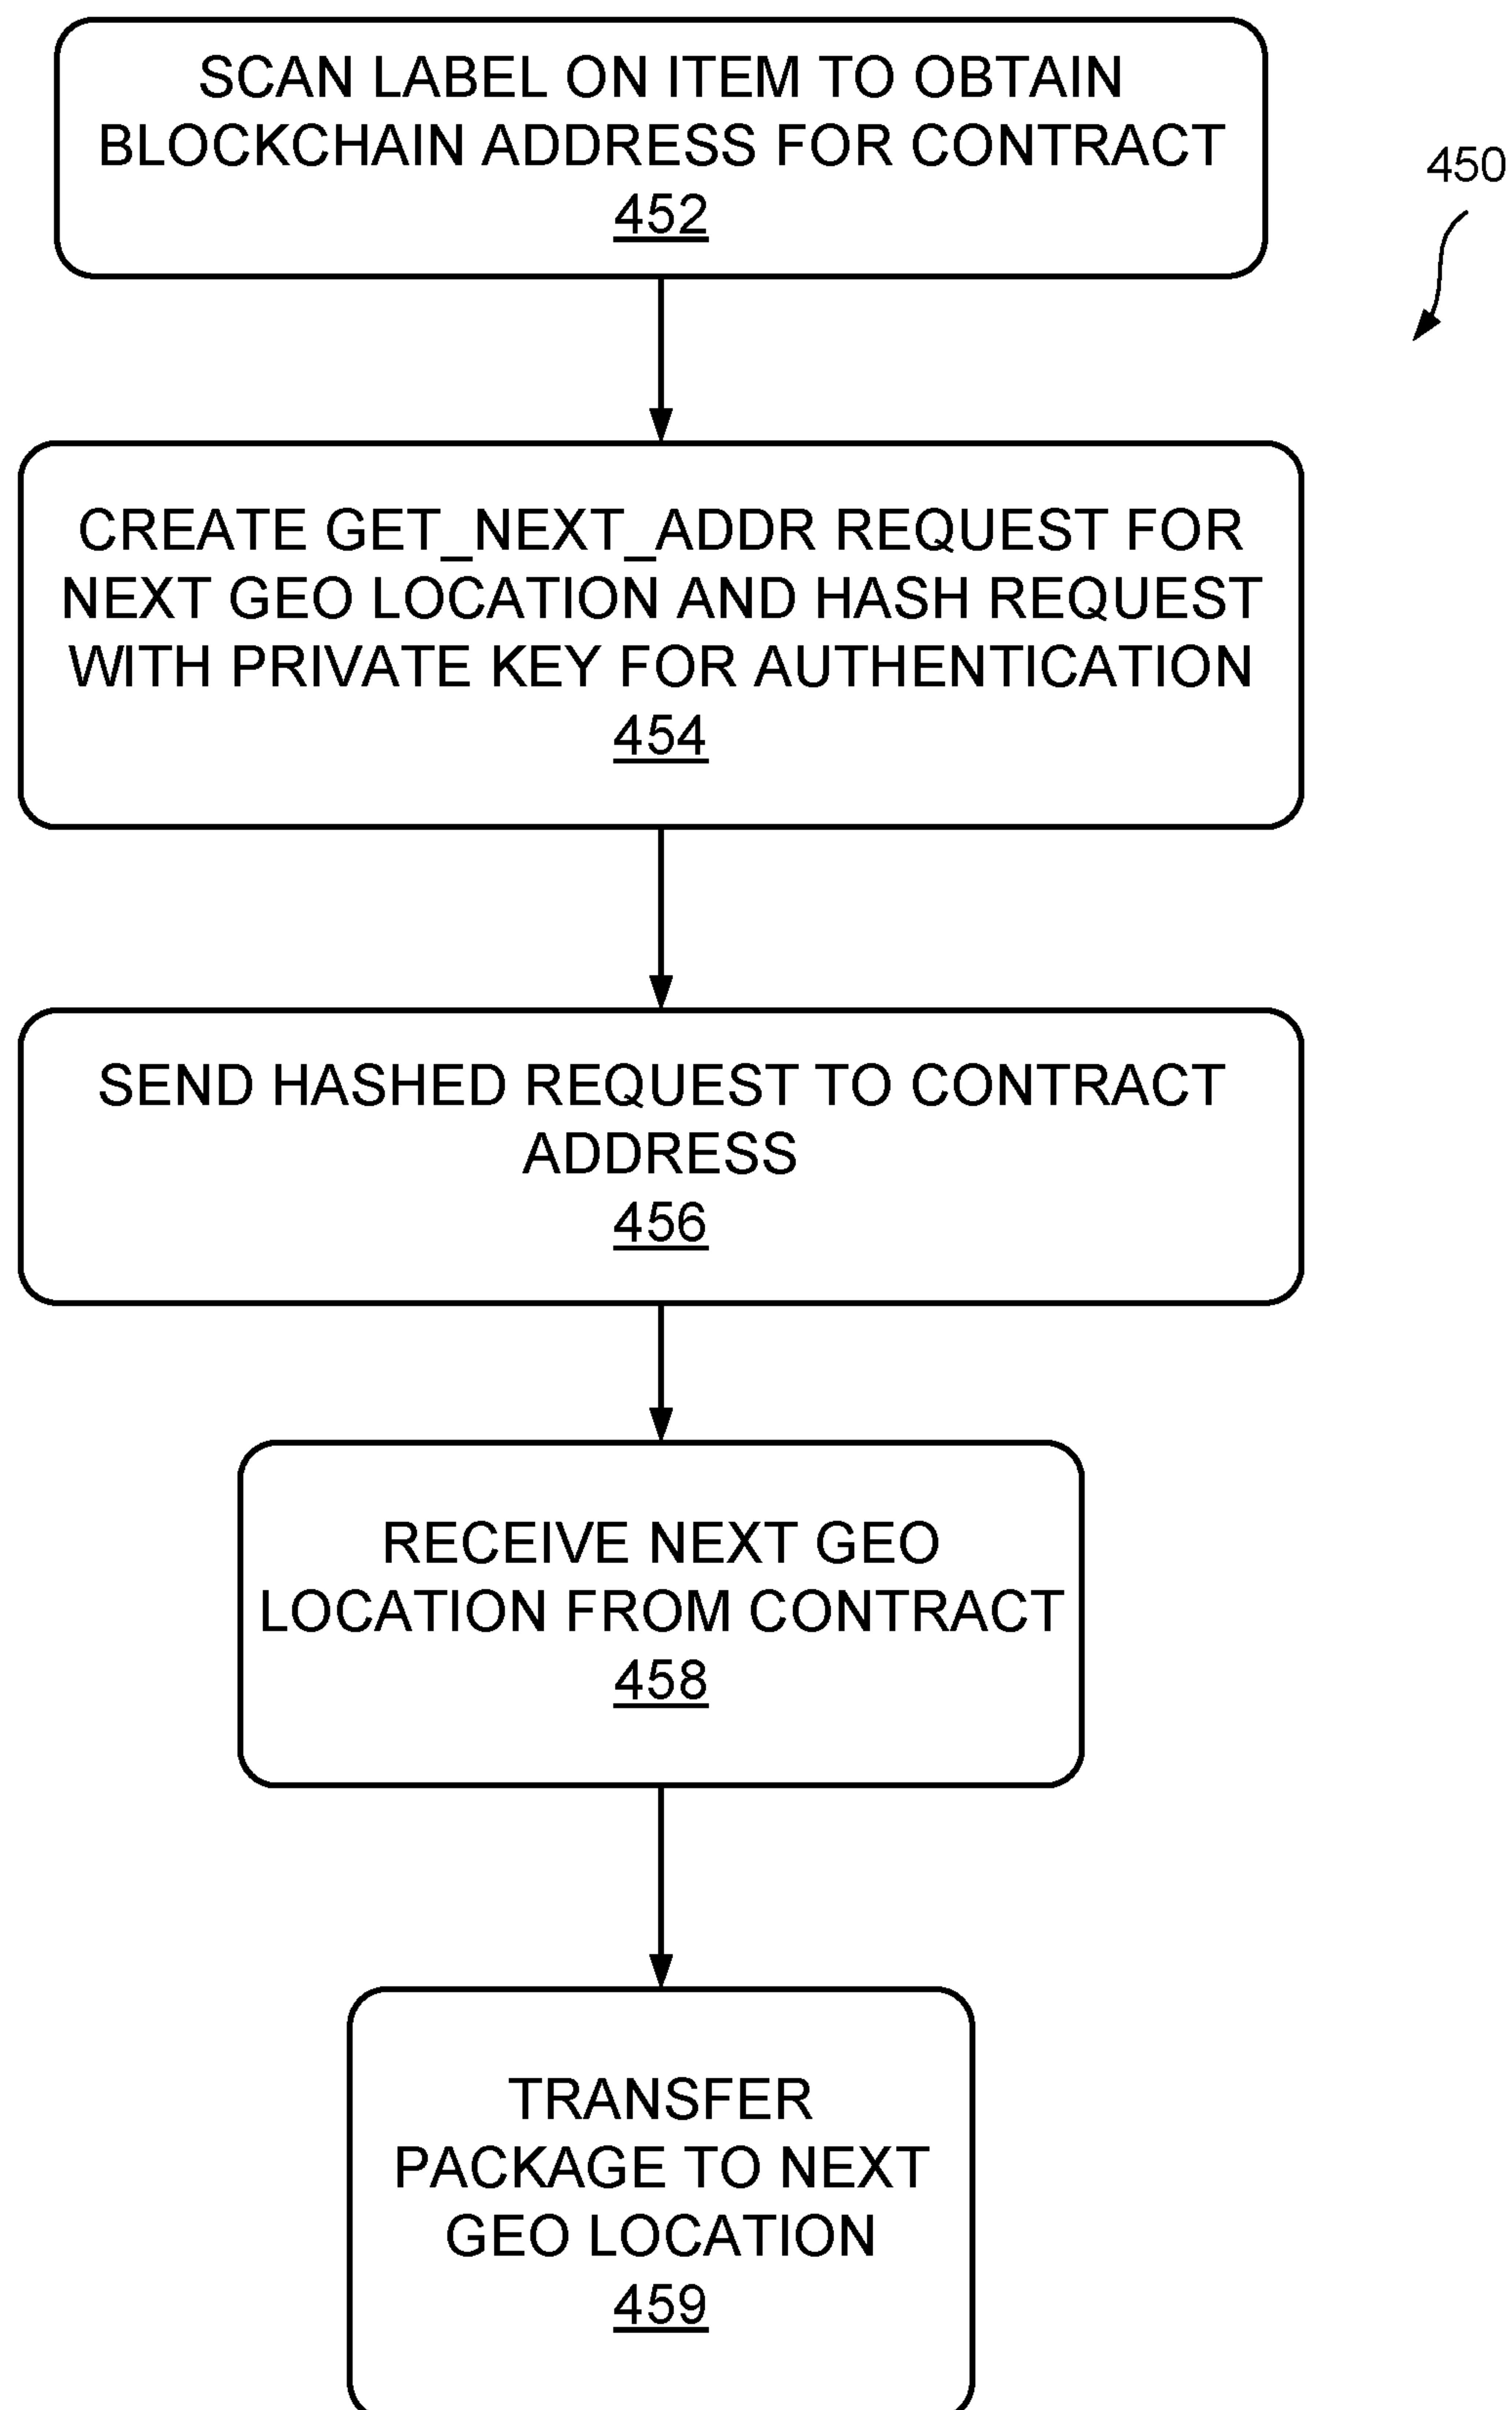 SCAN LABEL ON ITEM TO OBTAIN
BLOCKCHAIN ADDRESS FOR CONTRACT
452
450
CREATE GET_NEXT_ADDR REQUEST FOR
NEXT GEO LOCATION AND HASH REQUEST
WITH PRIVATE KEY FOR AUTHENTICATION
454
SEND HASHED REQUEST TO CONTRACT
ADDRESS
456
RECEIVE NEXT GEO
LOCATION FROM CONTRACT
458
TRANSFER
PACKAGE TO NEXT
GEO LOCATION
459